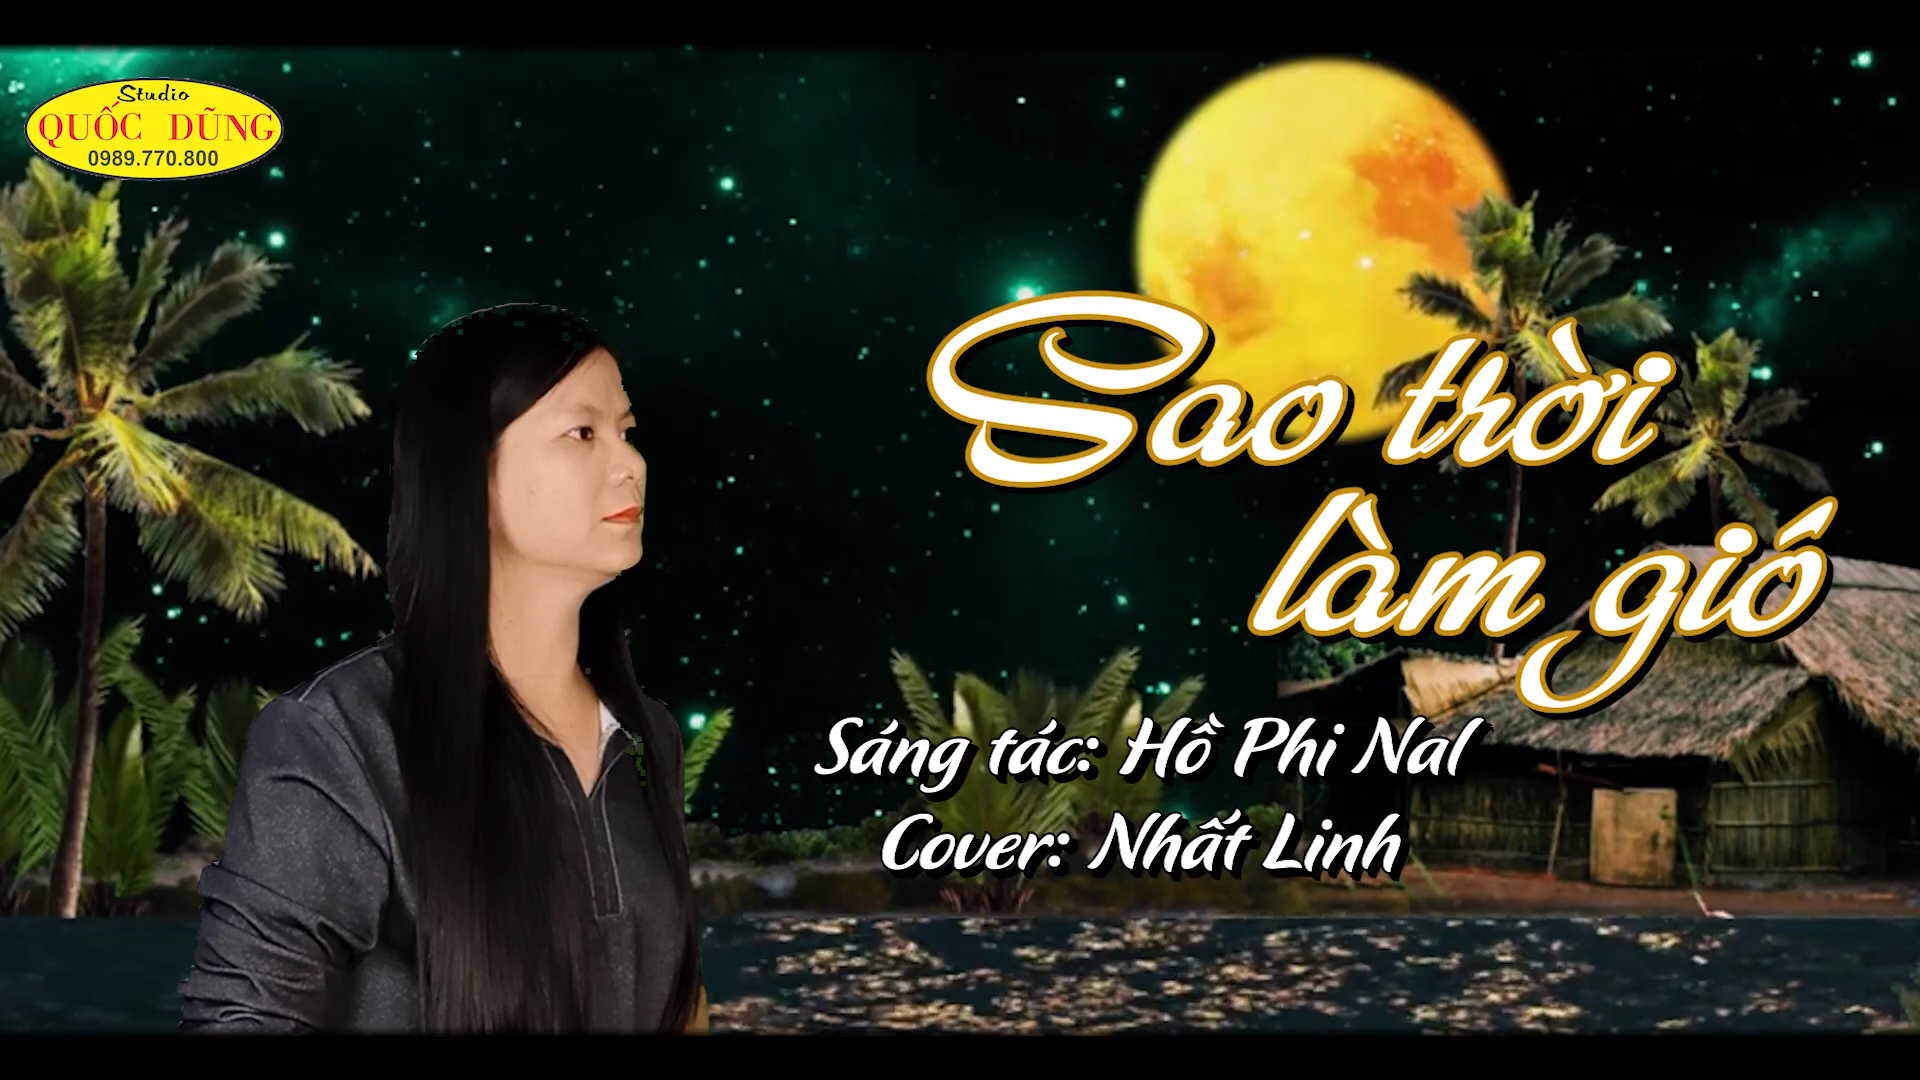 Studio
QUỐC DŨNG
0989.770.800
Sao trời
làm gió
Sáng tác: Hồ Phi Nal
Cover: Nhất Linh